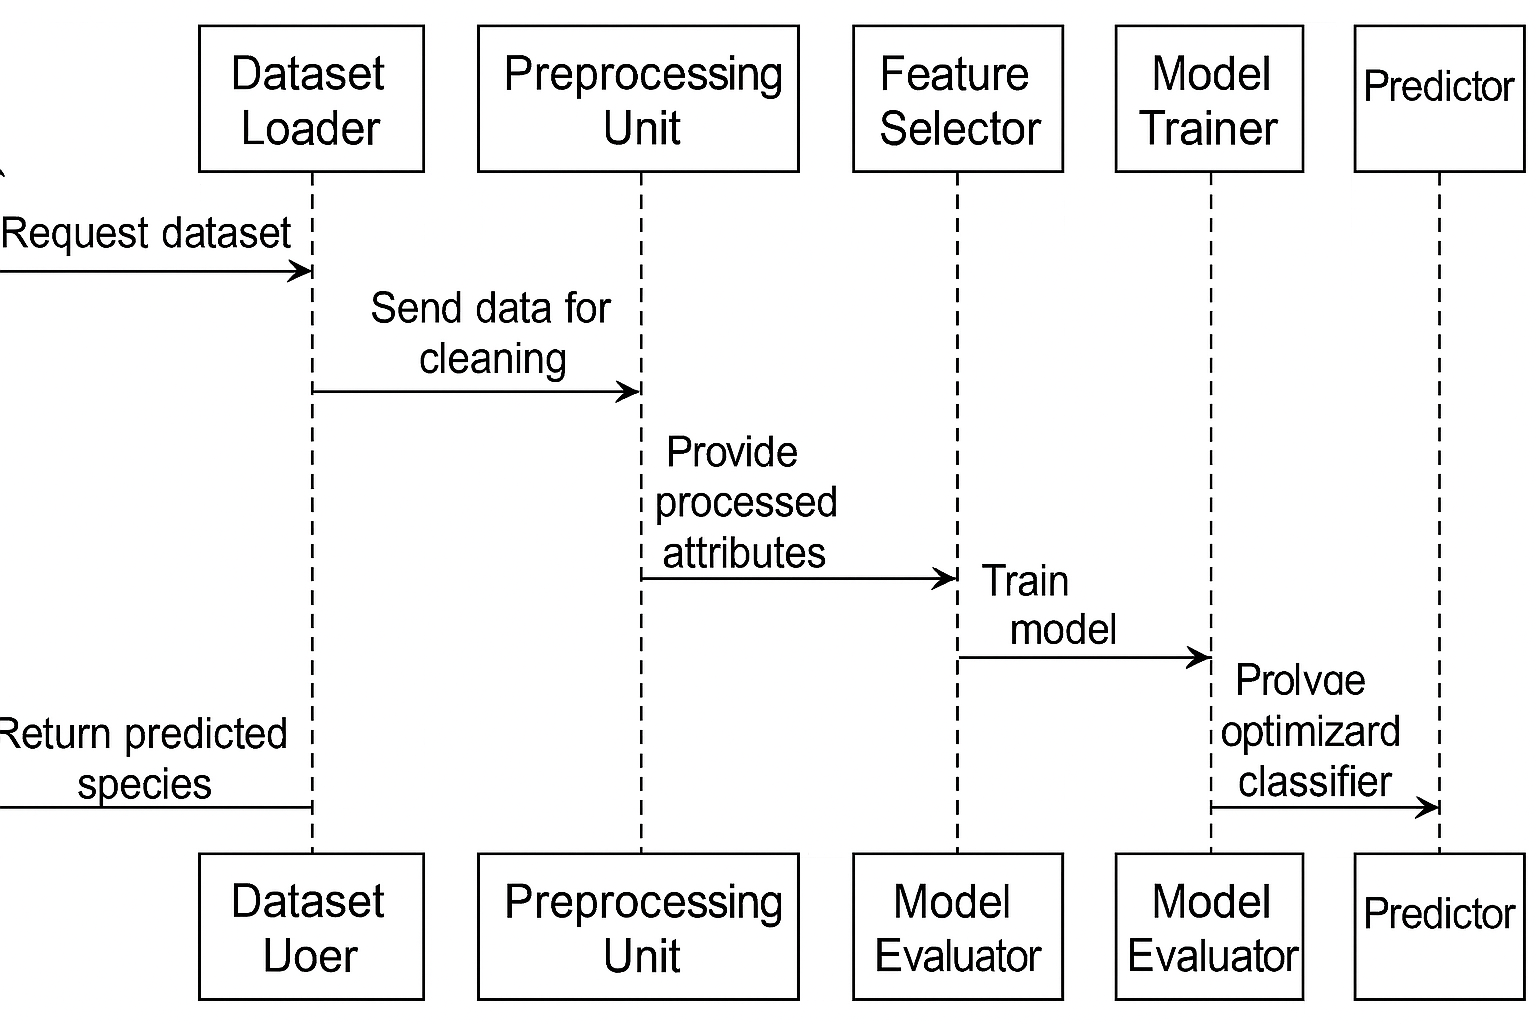 Dataset
Loader
Preprocessing
Unit
Feature
Selector
Model
Trainer
Predictor
Request dataset
Send data for
cleaning
Provide
processed
attributes
Train
model
Prolvde
optimizard
classifier
Return predicted
species
Dataset
Uoer
Preprocessing
Unit
Model
Evaluator
Model
Evaluator
Predictor